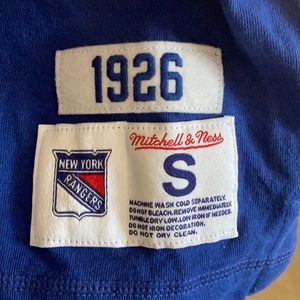 1926
Mitchell & Ness
NEW YORK
RANGERS
S
MACHINE WASH COLD SEPARATELY.
DO NOT BLEACH. REMOVE IMMEDIATELY.
TUMBLE DRY LOW. LOW IRON IF NEEDED.
DO NOT IRON DECORATION.
DO NOT DRY CLEAN.